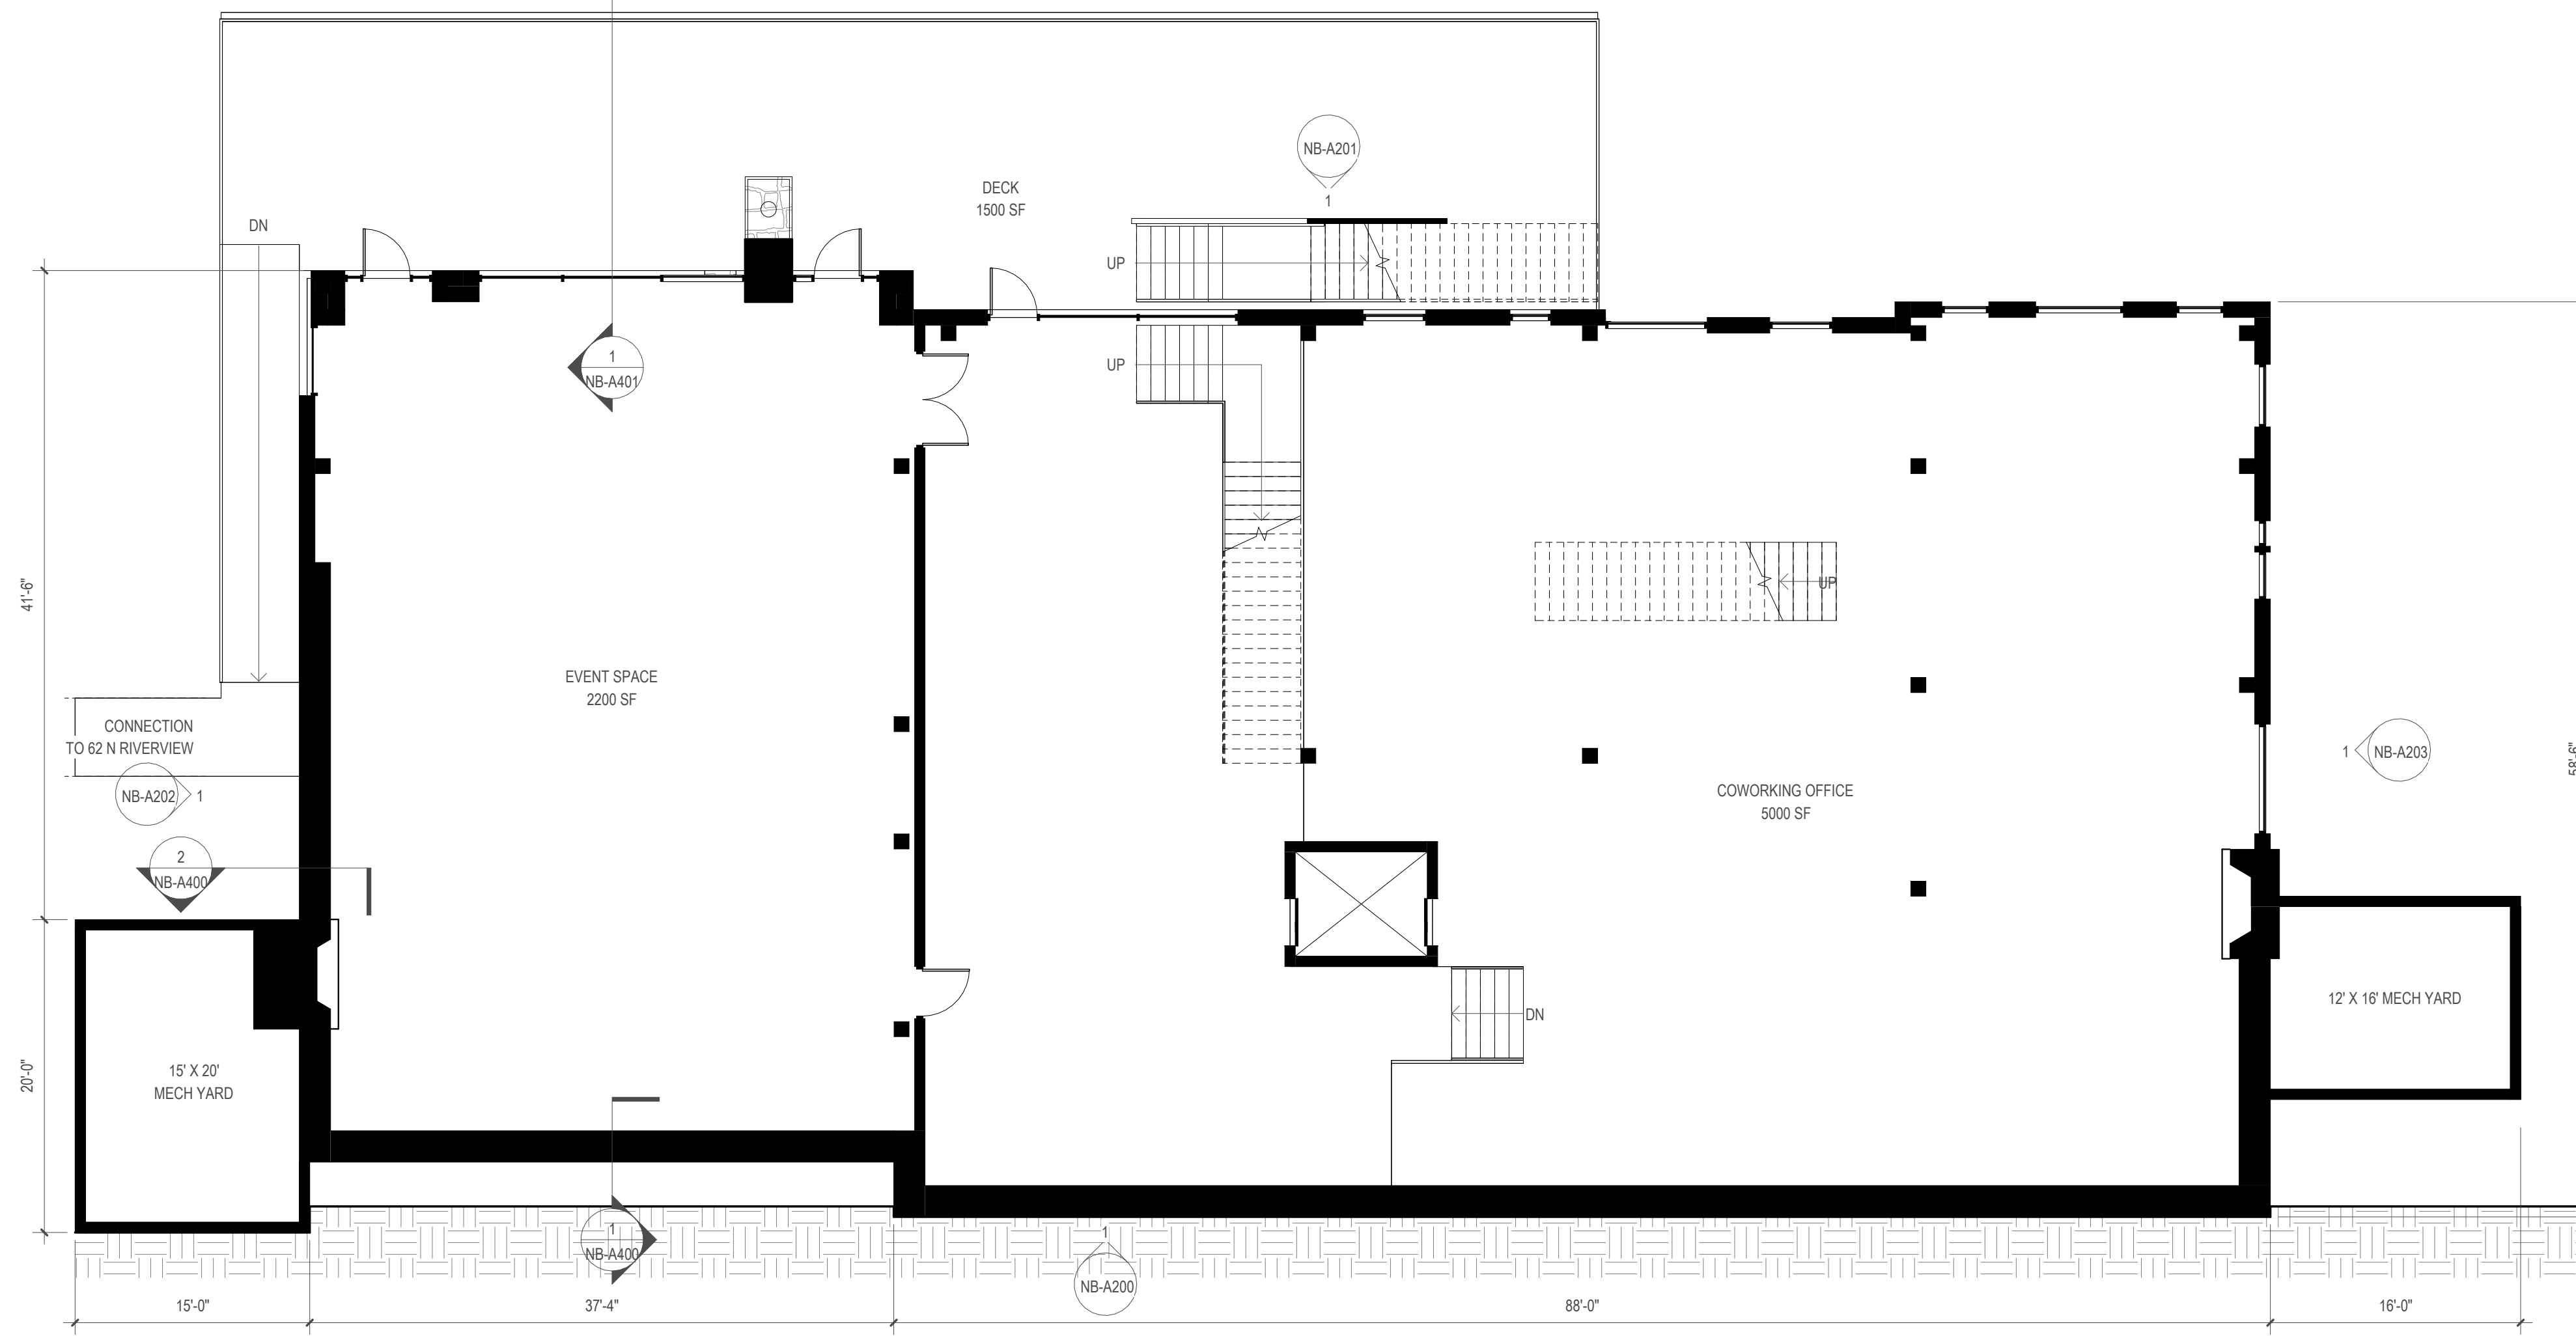 NB-A201
1
DECK
1500 SF
DN
UP
UP
1
NB-A401
41'-6"
UP
EVENT SPACE
2200 SF
CONNECTION
TO 62 N RIVERVIEW
NB-A202
1
1
NB-A203
58'-6"
COWORKING OFFICE
5000 SF
2
NB-A400
12' X 16' MECH YARD
DN
20'-0"
15' X 20'
MECH YARD
1
NB-A400
1
NB-A200
15'-0"
37'-4"
88'-0"
16'-0"